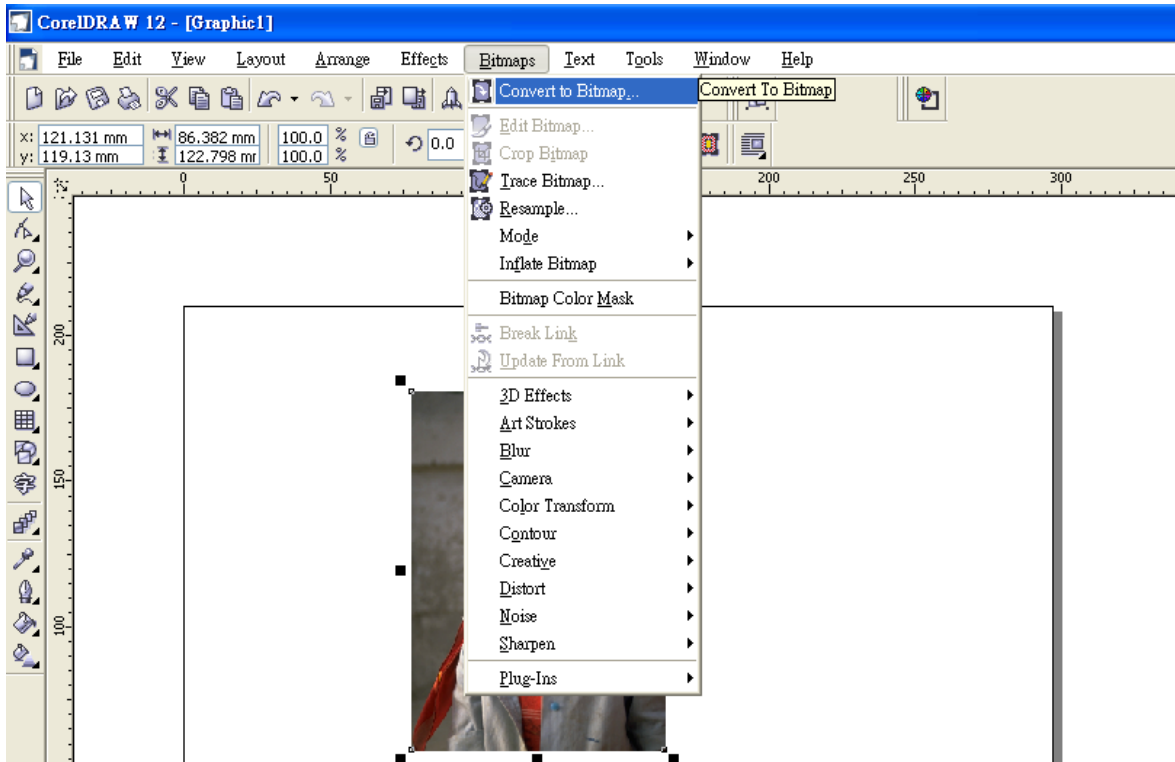 CorelDRAW 12 - [Graphic1]
File Edit View Layout Arrange Effects Bitmaps Text Tools Window Help
Convert to Bitmap... Convert To Bitmap
x: 121.131 mm 86.382 mm 100.0 % 0.0
y: 119.13 mm 122.798 mr 100.0 %
Edit Bitmap...
Crop Bitmap
Trace Bitmap...
0 50 200 250 300
Resample...
Mode
Inflate Bitmap
Bitmap Color Mask
200
Break Link
Update From Link
3D Effects
Art Strokes
Blur
Camera
字
150
Color Transform
Contour
Creative
Distort
Noise
100
Sharpen
Plug-Ins